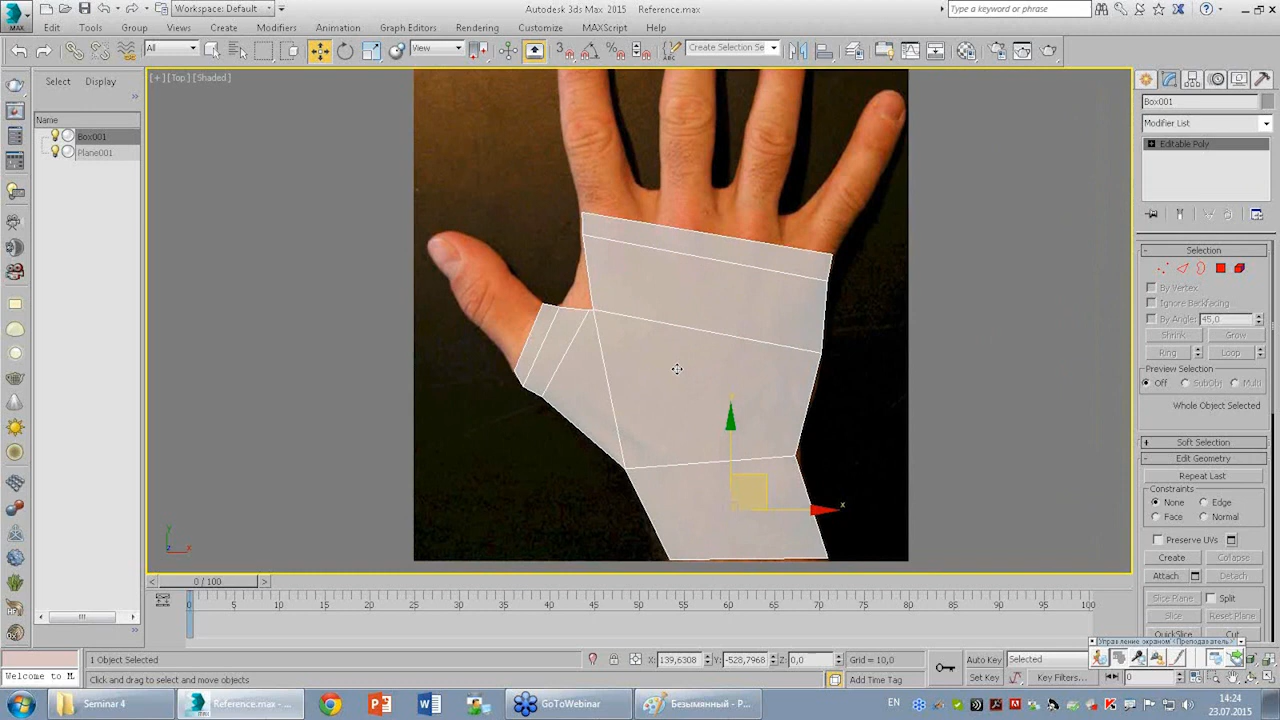 Workspace: Default
Autodesk 3ds Max 2015 Reference.max
Type a keyword or phrase
MAX
Edit Tools Group Views Create Modifiers Animation Graph Editors Rendering Customize MAXScript Help
All View 3 % Create Selection Se
Select Display
Name
Box001
Plane001
[ + ] [ Top ] [ Shaded ]
y
x
z
x
Box001
Modifier List
Editable Poly
Selection
By Vertex
Ignore Backfacing
By Angle: 45,0
Shrink Grow
Ring Loop
Preview Selection
Off SubObj Multi
Whole Object Selected
Soft Selection
Edit Geometry
Repeat Last
Constraints
None Edge
Face Normal
Preserve UVs
Create Collapse
Attach Detach
Slice Plane Split
Slice Reset Plane
QuickSlice Cut
0 / 100
0 5 10 15 20 25 30 35 40 45 50 55 60 65 70 75 80 85 90 95 100
Управление экраном
1 Object Selected X: 139,6308 Y: -528,7968 Z: 0,0 Grid = 10,0 Auto Key Selected
Welcome to M. Click and drag to select and move objects Add Time Tag Set Key Key Filters... 0
Seminar 4 Reference.max - ... GoToWebinar Безымянный - P... EN 14:24
23.07.2015